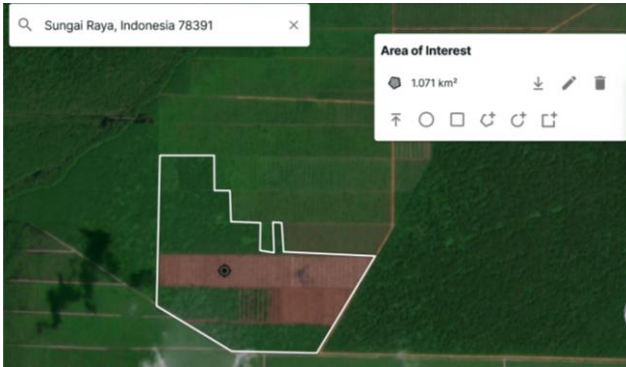 Sungai Raya, Indonesia 78391
Area of Interest
1.071 km²